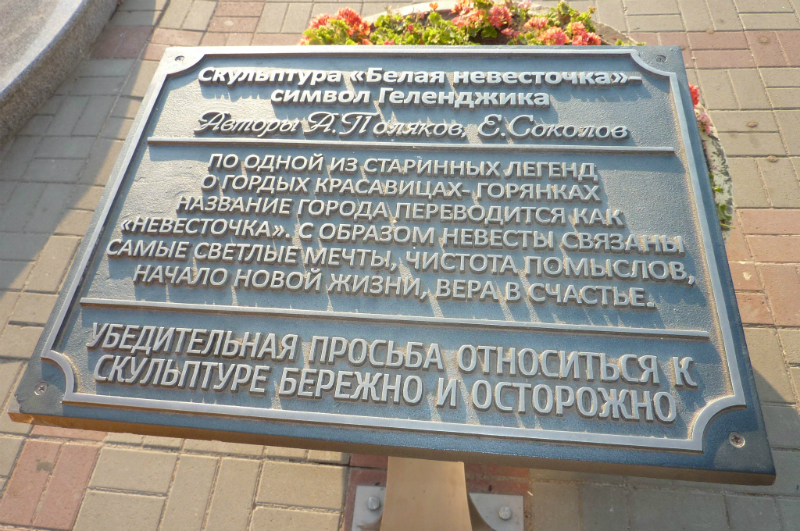 Скульптура «Белая невесточка»-
символ Геленджика
Авторы А.Поляков, Е.Соколов
ПО ОДНОЙ ИЗ СТАРИННЫХ ЛЕГЕНД
О ГОРДЫХ КРАСАВИЦАХ- ГОРЯНКАХ
НАЗВАНИЕ ГОРОДА ПЕРЕВОДИТСЯ КАК
«НЕВЕСТОЧКА». С ОБРАЗОМ НЕВЕСТЫ СВЯЗАНЫ
САМЫЕ СВЕТЛЫЕ МЕЧТЫ, ЧИСТОТА ПОМЫСЛОВ,
НАЧАЛО НОВОЙ ЖИЗНИ, ВЕРА В СЧАСТЬЕ.
УБЕДИТЕЛЬНАЯ ПРОСЬБА ОТНОСИТЬСЯ К
СКУЛЬПТУРЕ БЕРЕЖНО И ОСТОРОЖНО